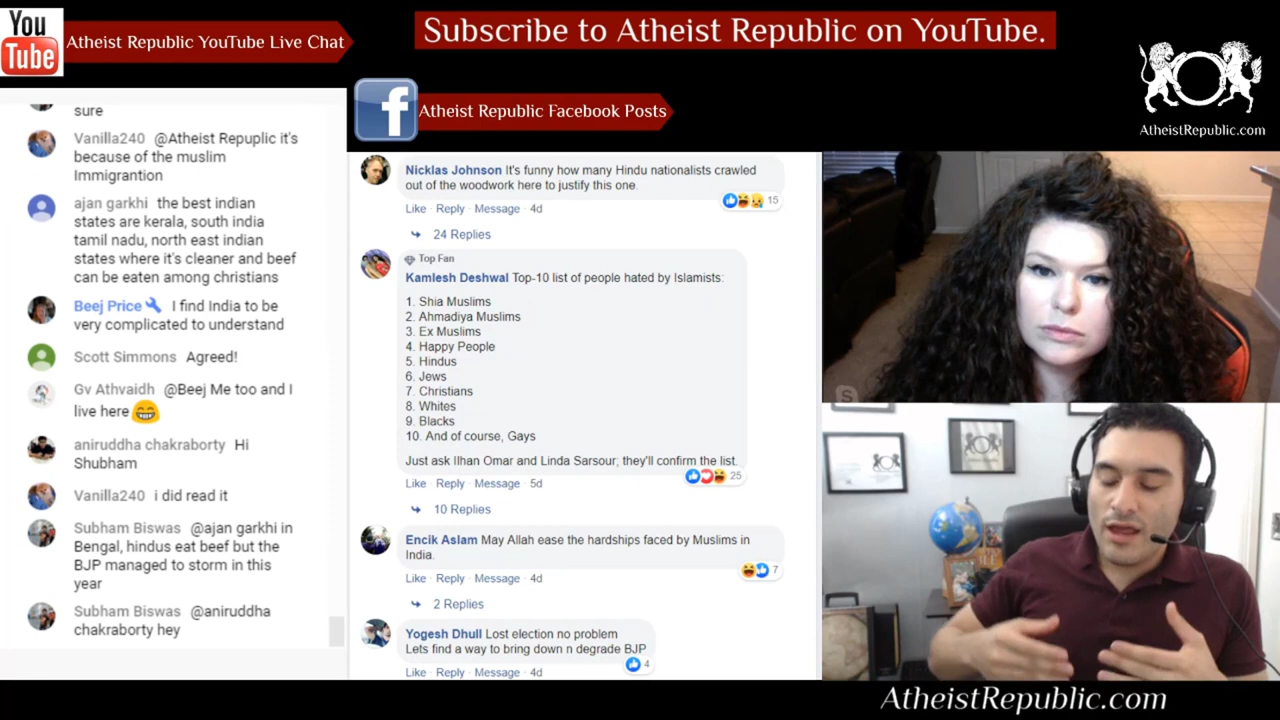 You
Tube
Atheist Republic YouTube Live Chat
Subscribe to Atheist Republic on YouTube.
AtheistRepublic.com
Atheist Republic Facebook Posts
sure
Vanilla240 @Atheist Repuplic it's
because of the muslim
Immigrantion
ajan garkhi the best indian
states are kerala, south india
tamil nadu, north east indian
states where it's cleaner and beef
can be eaten among christians
Beej Price I find India to be
very complicated to understand
Scott Simmons Agreed!
Gv Athvaidh @Beej Me too and I
live here
aniruddha chakraborty Hi
Shubham
Vanilla240 i did read it
Subham Biswas @ajan garkhi in
Bengal, hindus eat beef but the
BJP managed to storm in this
year
Subham Biswas @aniruddha
chakraborty hey
Nicklas Johnson It's funny how many Hindu nationalists crawled
out of the woodwork here to justify this one.
15
Like · Reply · Message · 4d
24 Replies
Top Fan
Kamlesh Deshwal Top-10 list of people hated by Islamists:
1. Shia Muslims
2. Ahmadiya Muslims
3. Ex Muslims
4. Happy People
5. Hindus
6. Jews
7. Christians
8. Whites
9. Blacks
10. And of course, Gays
Just ask Ilhan Omar and Linda Sarsour; they'll confirm the list.
25
Like · Reply · Message · 5d
10 Replies
Encik Aslam May Allah ease the hardships faced by Muslims in
India.
7
Like · Reply · Message · 4d
2 Replies
Yogesh Dhull Lost election no problem
Lets find a way to bring down n degrade BJP
4
Like · Reply · Message · 4d
AtheistRepublic.com